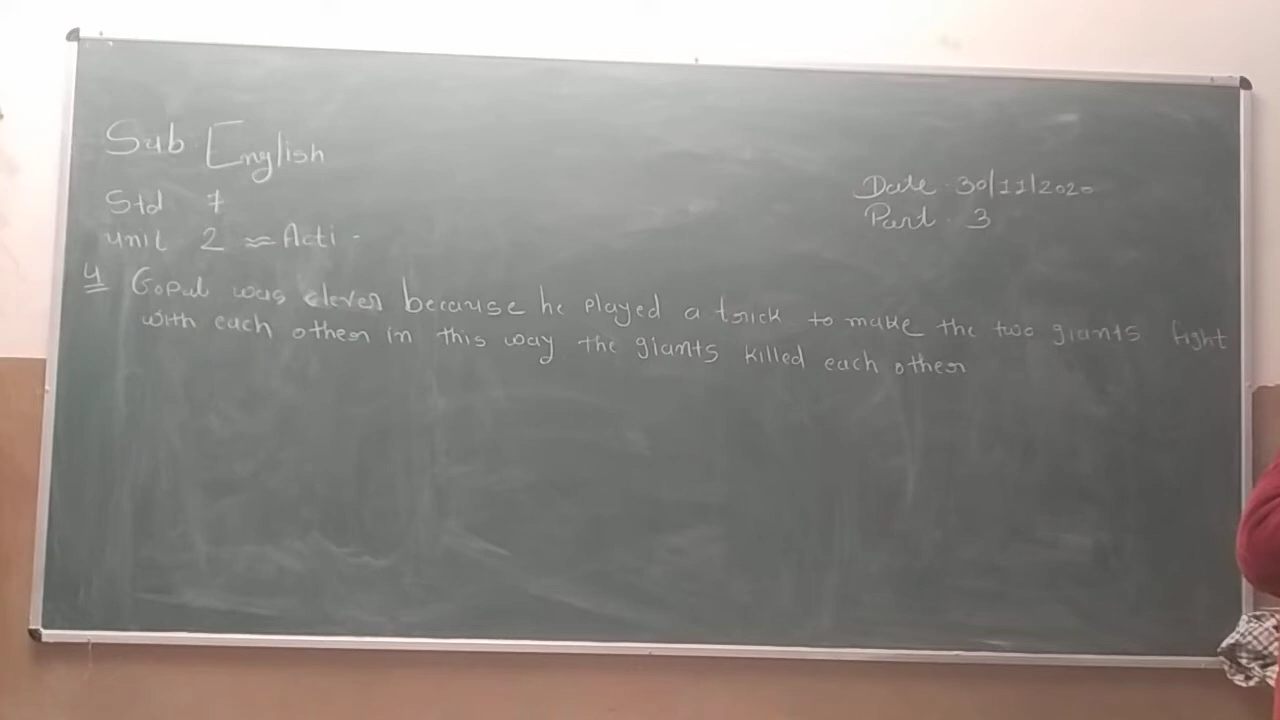 Sub English
Std 7
Date . 30/11/2020
Part . 3
unit 2 ≈ Acti -
4 Gopal was clever because he played a trick to make the two giants fight
with each other in this way the giants killed each other